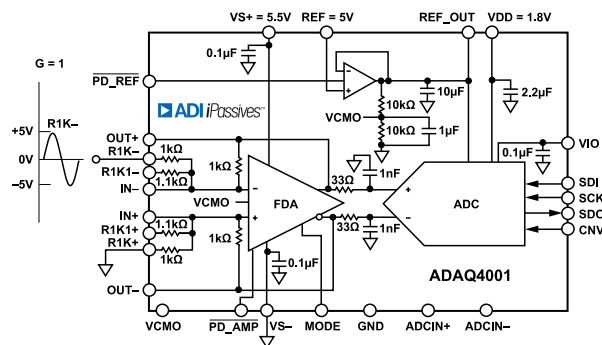 VS+ = 5.5V
REF = 5V
REF_OUT
VDD = 1.8V
0.1µF
G = 1
PD_REF
R1K–
+5V
0V
–5V
ADI iPassives™
10µF
2.2µF
10kΩ
VCMO
10kΩ
1µF
VIO
0.1µF
OUT+
R1K–
1kΩ
R1K1–
1.1kΩ
IN–
1kΩ
1nF
33Ω
VCMO
FDA
ADC
SDI
SCK
SDO
CNV
IN+
1.1kΩ
R1K1+
R1K+
1kΩ
1kΩ
33Ω
1nF
0.1µF
ADAQ4001
OUT–
VCMO
PD_AMP
VS–
MODE
GND
ADCIN+
ADCIN–